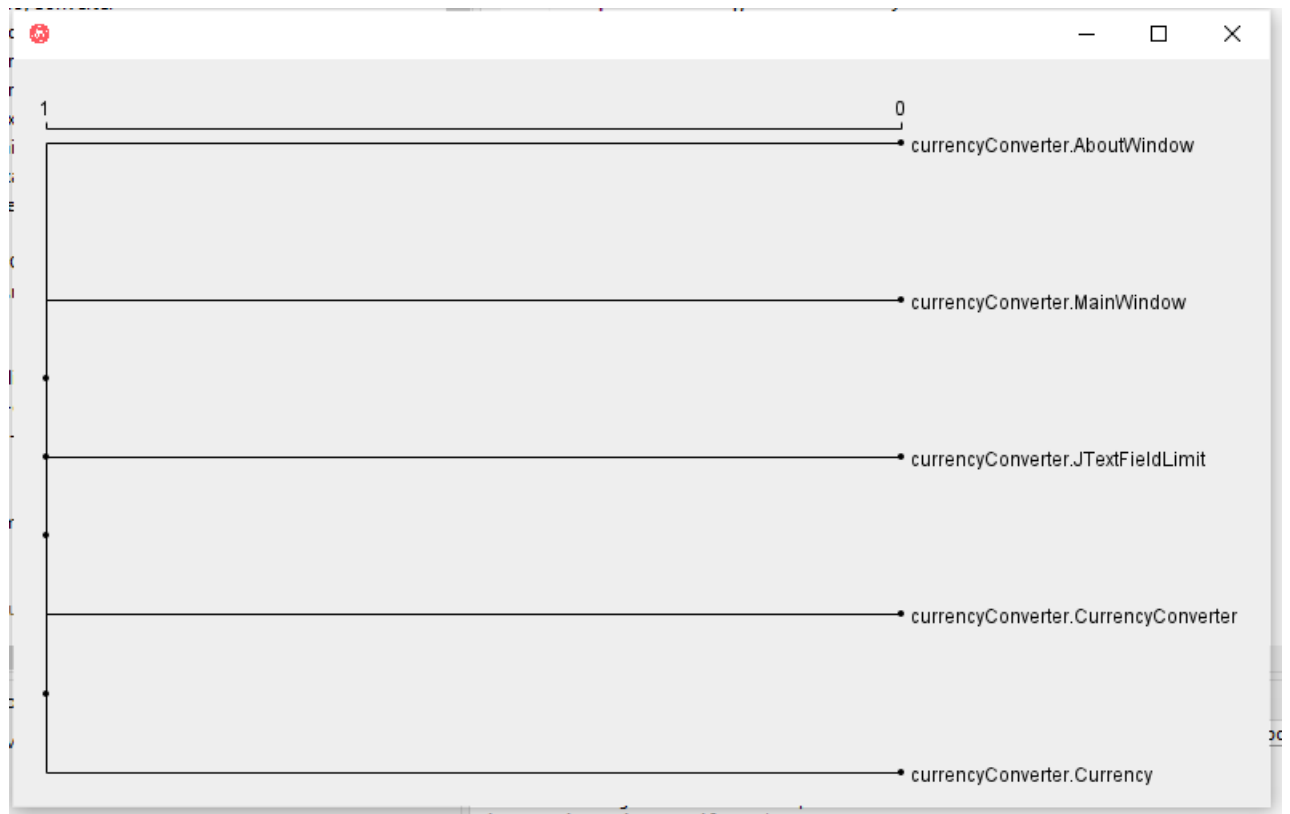 1 0
currencyConverter.AboutWindow
currencyConverter.MainWindow
currencyConverter.JTextFieldLimit
currencyConverter.CurrencyConverter
currencyConverter.Currency